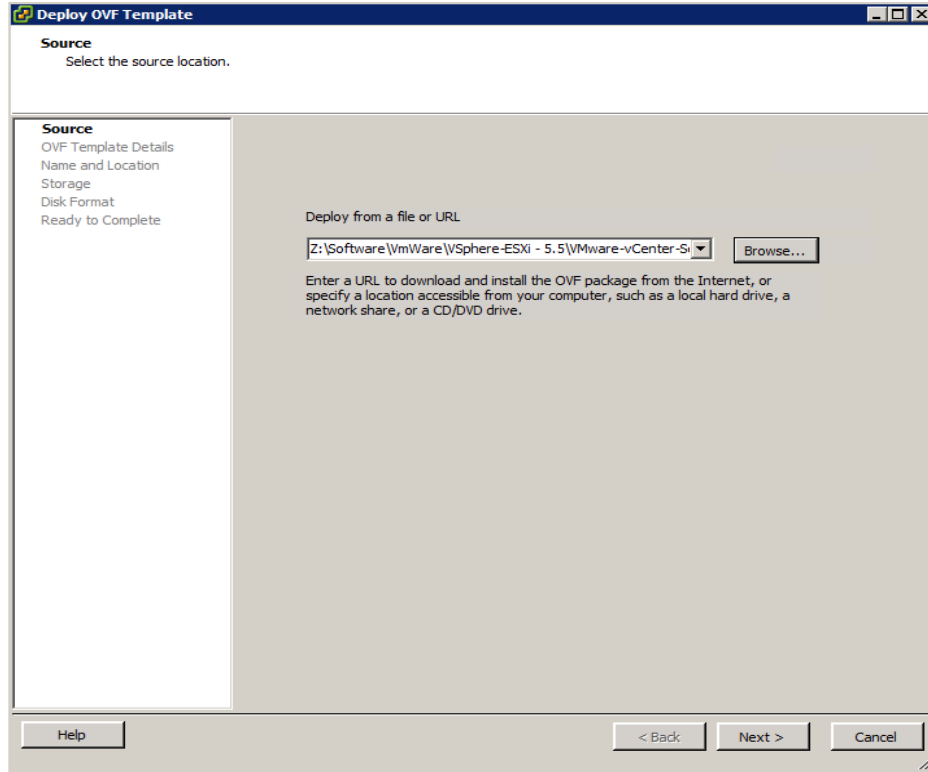 Deploy OVF Template
Source
Select the source location.
Source
OVF Template Details
Name and Location
Storage
Disk Format
Ready to Complete
Deploy from a file or URL
Z:\Software\VmWare\VSphere-ESXi - 5.5\VMware-vCenter-S
Browse...
Enter a URL to download and install the OVF package from the Internet, or
specify a location accessible from your computer, such as a local hard drive, a
network share, or a CD/DVD drive.
Help
< Back
Next >
Cancel